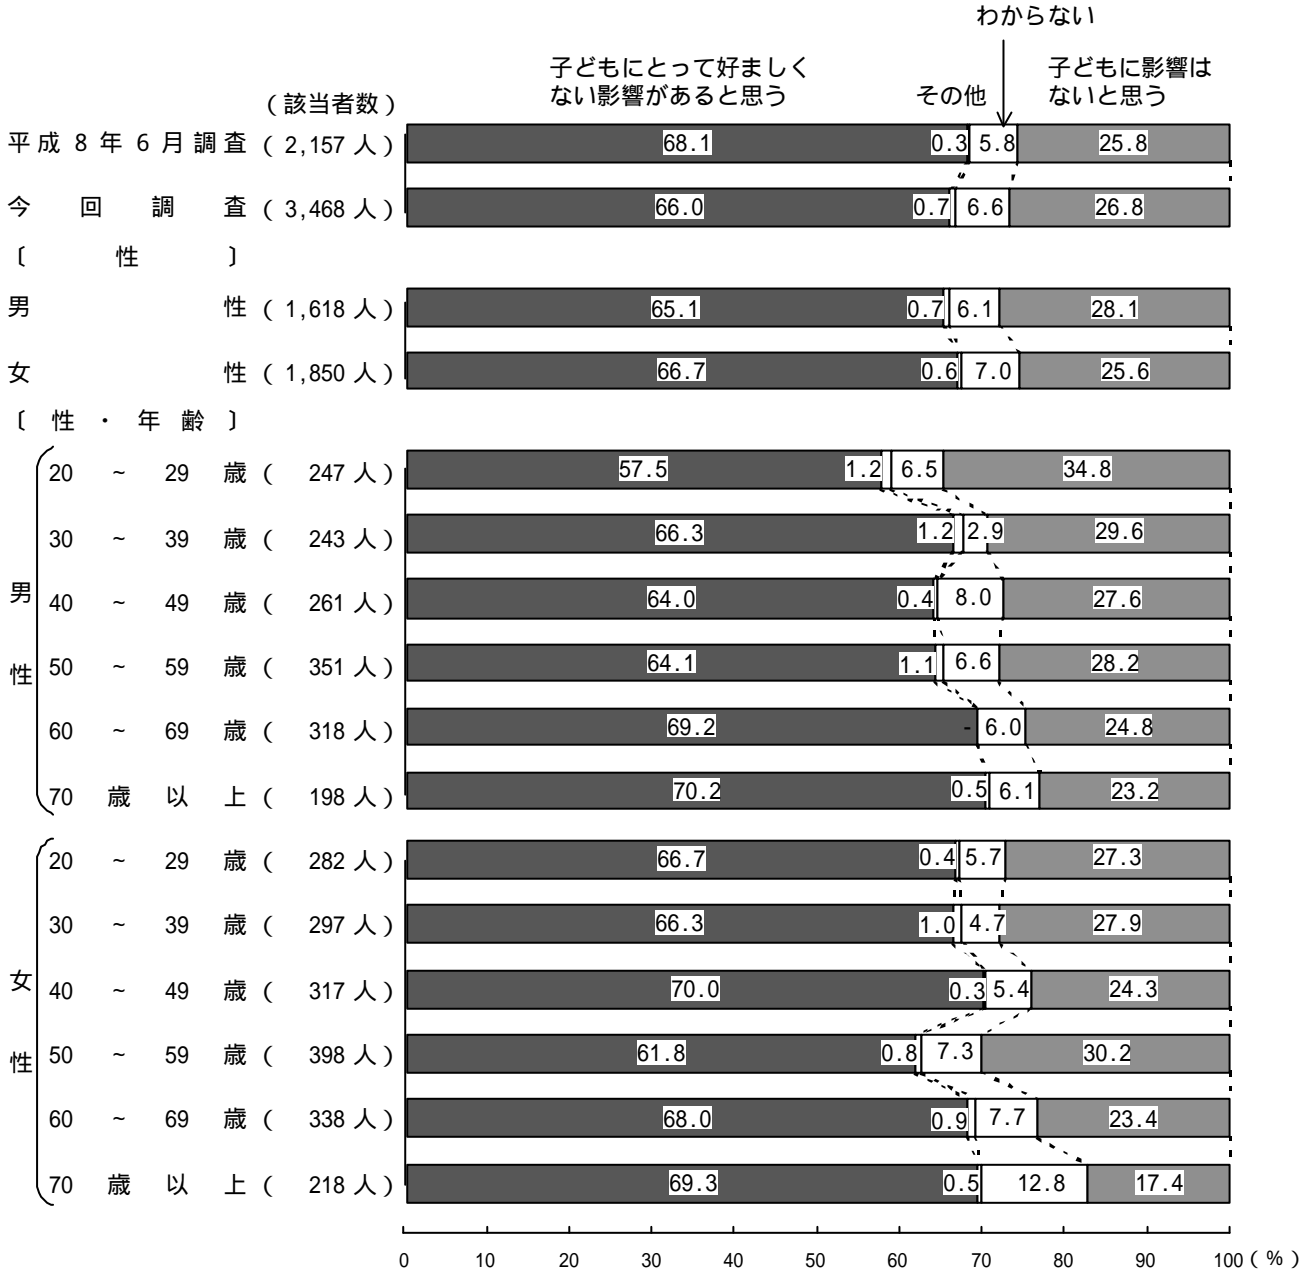 わからない
子どもにとって好ましく
ない影響があると思う
その他
子どもに影響は
ないと思う
(該当者数)
平成8年6月調査 (2,157人) 68.1 0.3 5.8 25.8
今回調査 (3,468人) 66.0 0.7 6.6 26.8
〔性〕
男性 (1,618人) 65.1 0.7 6.1 28.1
女性 (1,850人) 66.7 0.6 7.0 25.6
〔性・年齢〕
男性
20 ~ 29 歳 ( 247人) 57.5 1.2 6.5 34.8
30 ~ 39 歳 ( 243人) 66.3 1.2 2.9 29.6
40 ~ 49 歳 ( 261人) 64.0 0.4 8.0 27.6
50 ~ 59 歳 ( 351人) 64.1 1.1 6.6 28.2
60 ~ 69 歳 ( 318人) 69.2 - 6.0 24.8
70 歳以上 ( 198人) 70.2 0.5 6.1 23.2
女性
20 ~ 29 歳 ( 282人) 66.7 0.4 5.7 27.3
30 ~ 39 歳 ( 297人) 66.3 1.0 4.7 27.9
40 ~ 49 歳 ( 317人) 70.0 0.3 5.4 24.3
50 ~ 59 歳 ( 398人) 61.8 0.8 7.3 30.2
60 ~ 69 歳 ( 338人) 68.0 0.9 7.7 23.4
70 歳以上 ( 218人) 69.3 0.5 12.8 17.4
0 10 20 30 40 50 60 70 80 90 100 (%)